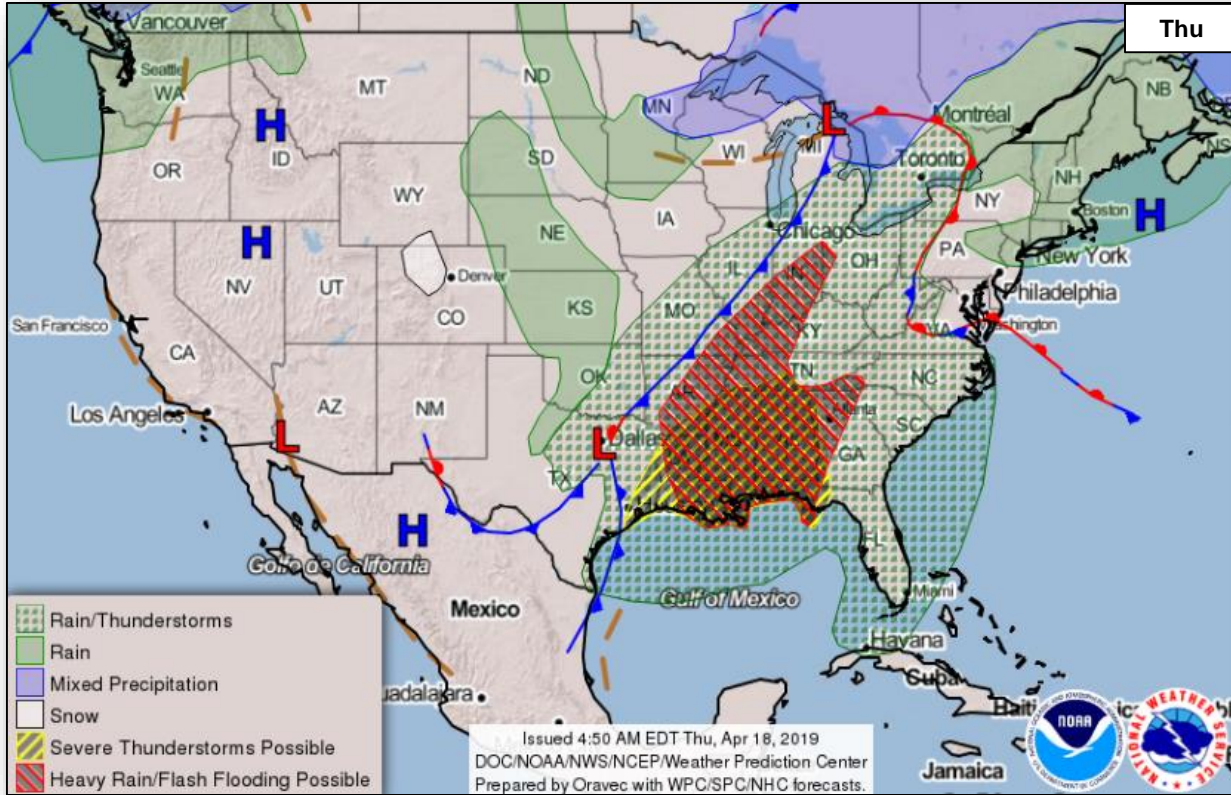 Thu
Vancouver
Seattle
WA
MT
ND
MN
Montréal
NB
NS
OR
ID
SD
WI
MI
Toronto
NY
NH
Boston
WY
IA
Chicago
New York
NE
IL
IN
OH
PA
Philadelphia
NV
UT
Denver
CO
KS
MO
KY
VA
San Francisco
CA
OK
TN
NC
Los Angeles
AZ
NM
Atlanta
SC
Dallas
GA
TX
H
H
H
H
L
L
L
FL
Golfo de California
Mexico
Gulf of Mexico
Miami
Havana
Cuba
Jamaica
Rain/Thunderstorms
Rain
Mixed Precipitation
Snow
Severe Thunderstorms Possible
Heavy Rain/Flash Flooding Possible
Issued 4:50 AM EDT Thu, Apr 18, 2019
DOC/NOAA/NWS/NCEP/Weather Prediction Center
Prepared by Oravec with WPC/SPC/NHC forecasts.
NOAA
NATIONAL WEATHER SERVICE